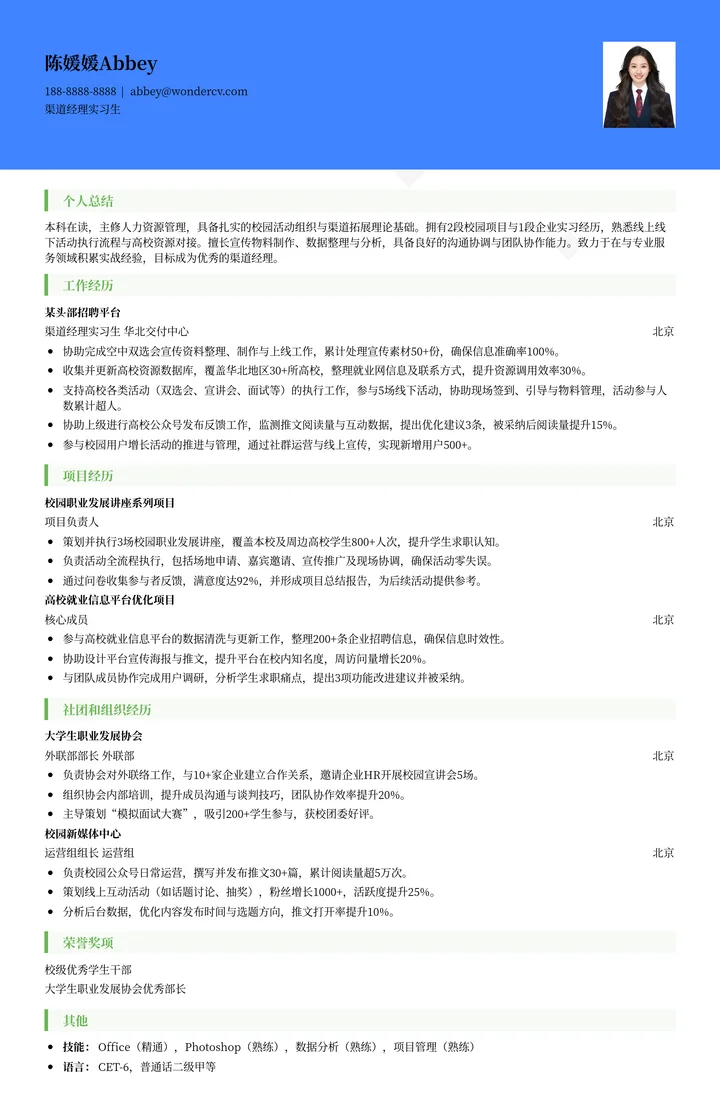 陈媛媛Abbey
188-8888-8888 | abbey@wondercv.com
渠道经理实习生
个人总结
本科在读，主修人力资源管理，具备扎实的校园活动组织与渠道拓展理论基础。拥有2段校园项目与1段企业实习经历，熟悉线上线
下活动执行流程与高校资源对接。擅长宣传物料制作、数据整理与分析，具备良好的沟通协调与团队协作能力。致力于在与专业服
务领域积累实战经验，目标成为优秀的渠道经理。
工作经历
某头部招聘平台
渠道经理实习生 华北交付中心 北京
• 协助完成空中双选会宣传资料整理、制作与上线工作，累计处理宣传素材50+份，确保信息准确率100%。
• 收集并更新高校资源数据库，覆盖华北地区30+所高校，整理就业网信息及联系方式，提升资源调用效率30%。
• 支持高校各类活动（双选会、宣讲会、面试等）的执行工作，参与5场线下活动，协助现场签到、引导与物料管理，活动参与人
数累计超人。
• 协助上级进行高校公众号发布反馈工作，监测推文阅读量与互动数据，提出优化建议3条，被采纳后阅读量提升15%。
• 参与校园用户增长活动的推进与管理，通过社群运营与线上宣传，实现新增用户500+。
项目经历
校园职业发展讲座系列项目
项目负责人 北京
• 策划并执行3场校园职业发展讲座，覆盖本校及周边高校学生800+人次，提升学生求职认知。
• 负责活动全流程执行，包括场地申请、嘉宾邀请、宣传推广及现场协调，确保活动零失误。
• 通过问卷收集参与者反馈，满意度达92%，并形成项目总结报告，为后续活动提供参考。
高校就业信息平台优化项目
核心成员 北京
• 参与高校就业信息平台的数据清洗与更新工作，整理200+条企业招聘信息，确保信息时效性。
• 协助设计平台宣传海报与推文，提升平台在校内知名度，周访问量增长20%。
• 与团队成员协作完成用户调研，分析学生求职痛点，提出3项功能改进建议并被采纳。
社团和组织经历
大学生职业发展协会
外联部部长 外联部 北京
• 负责协会对外联络工作，与10+家企业建立合作关系，邀请企业HR开展校园宣讲会5场。
• 组织协会内部培训，提升成员沟通与谈判技巧，团队协作效率提升20%。
• 主导策划“模拟面试大赛”，吸引200+学生参与，获校团委好评。
校园新媒体中心
运营组组长 运营组 北京
• 负责校园公众号日常运营，撰写并发布推文30+篇，累计阅读量超5万次。
• 策划线上互动活动（如话题讨论、抽奖），粉丝增长1000+，活跃度提升25%。
• 分析后台数据，优化内容发布时间与选题方向，推文打开率提升10%。
荣誉奖项
校级优秀学生干部
大学生职业发展协会优秀部长
其他
• 技能： Office（精通）, Photoshop（熟练）, 数据分析（熟练）, 项目管理（熟练）
• 语言： CET-6，普通话二级甲等